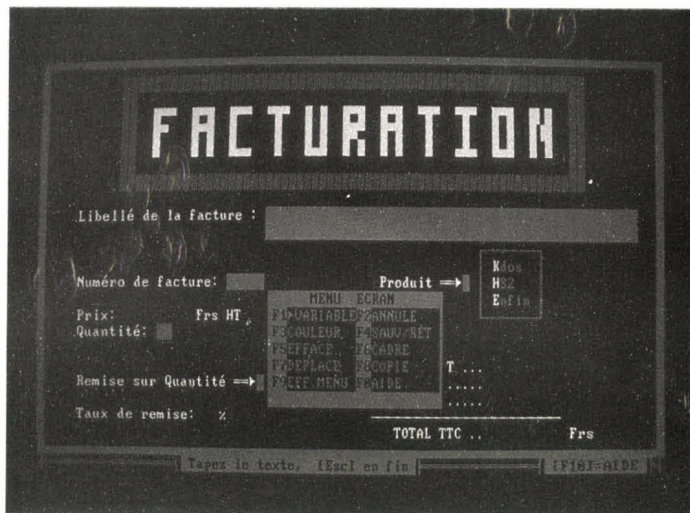 FACTURATION
Libellé de la facture :
Numéro de facture:
Produit ═➔
Kdos
HS2
Enfin
Prix: Frs HT
Quantité:
MENU ECRAN
F1 VARIABLE F2 ANNULE
F3 COULEUR F4 SAUV/RET
F5 EFFACE F6 CADRE
F7 DEPLACE F8 COPIE
F9 EFF.MENU AIDE
T ...
.....
.....
Remise sur Quantité ═➔
Taux de remise: %
TOTAL TTC .. Frs
Tapez le texte, [Esc] en fin
[F10]=AIDE